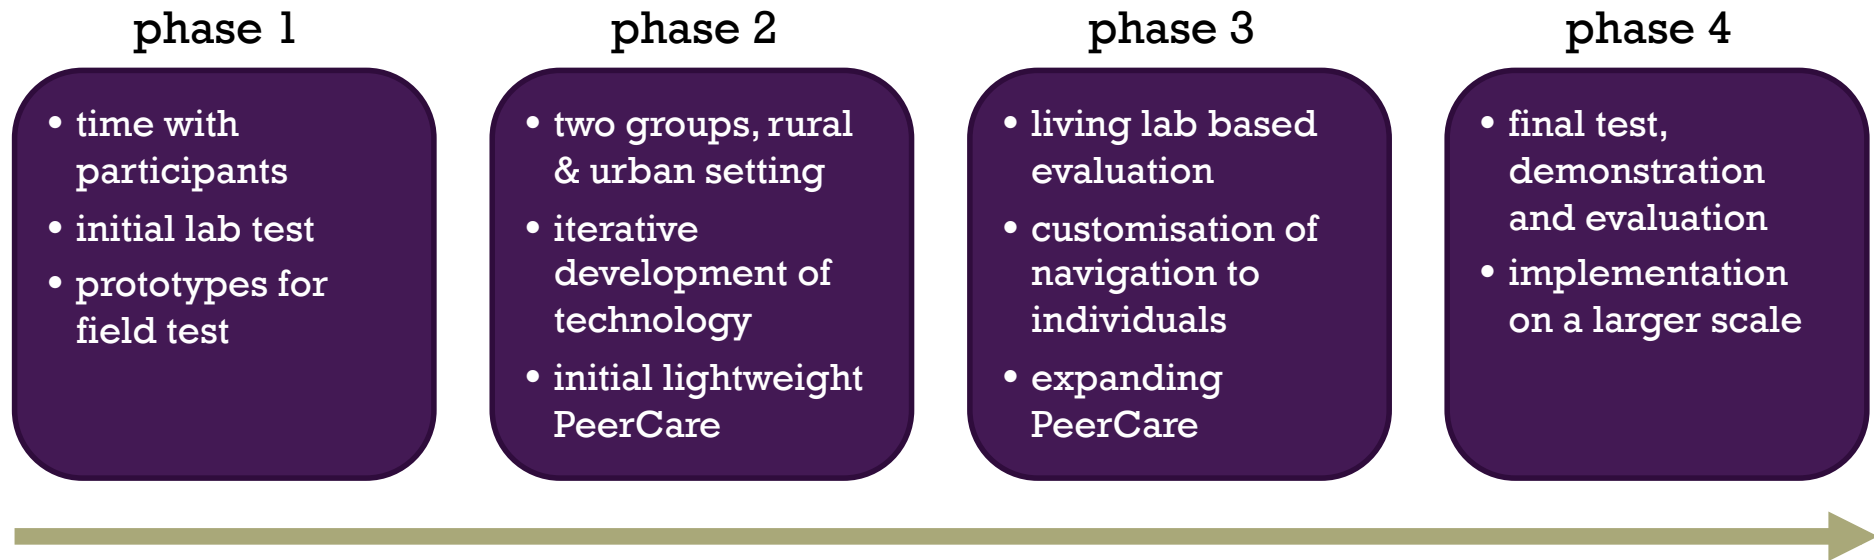 phase 1
• time with
participants
• initial lab test
• prototypes for
field test
phase 2
• two groups, rural
& urban setting
• iterative
development of
technology
• initial lightweight
PeerCare
phase 3
• living lab based
evaluation
• customisation of
navigation to
individuals
• expanding
PeerCare
phase 4
• final test,
demonstration
and evaluation
• implementation
on a larger scale